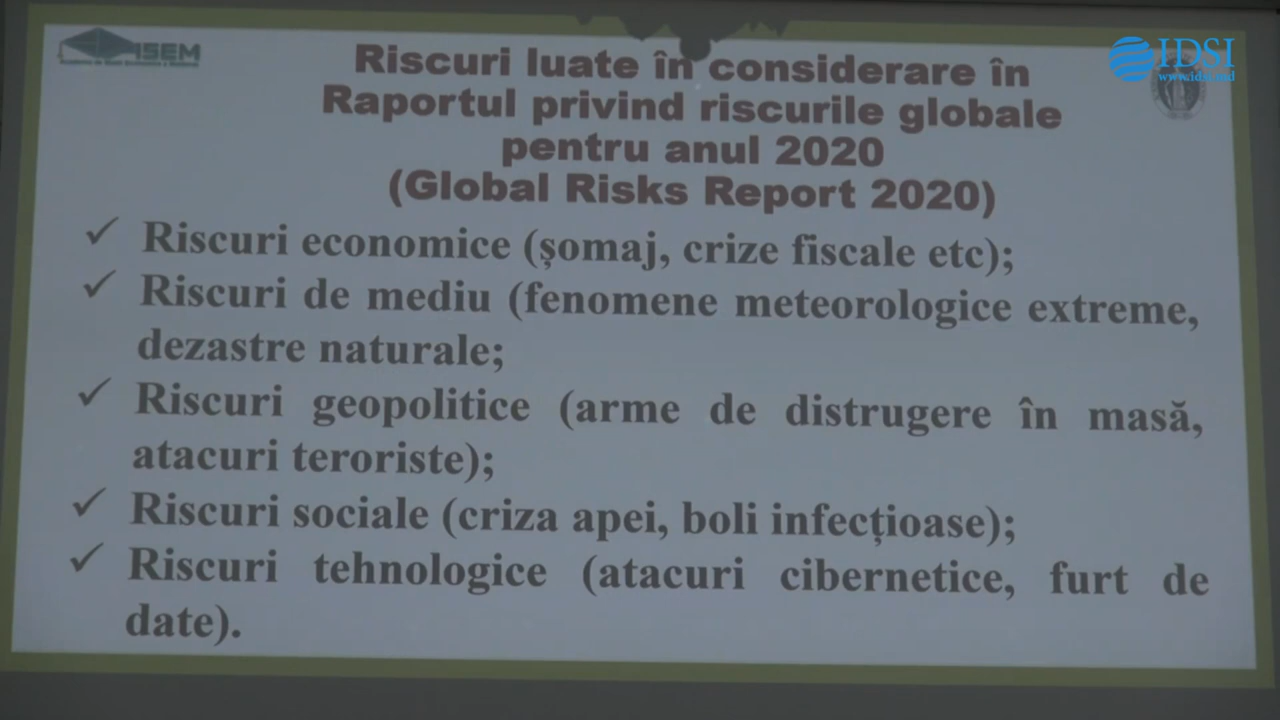 ASEM
IDSI
www.idsi.md
Riscuri luate în considerare în
Raportul privind riscurile globale
pentru anul 2020
(Global Risks Report 2020)
✓ Riscuri economice (șomaj, crize fiscale etc);
✓ Riscuri de mediu (fenomene meteorologice extreme,
dezastre naturale;
✓ Riscuri geopolitice (arme de distrugere în masă,
atacuri teroriste);
✓ Riscuri sociale (criza apei, boli infecțioase);
✓ Riscuri tehnologice (atacuri cibernetice, furt de
date).